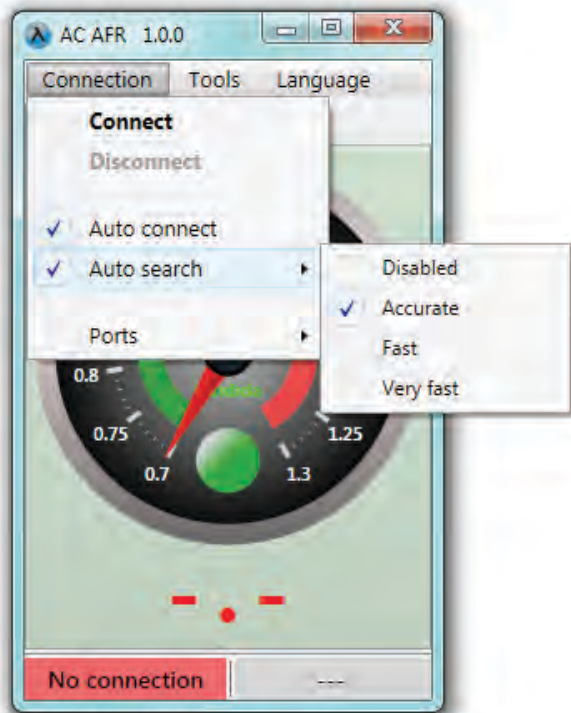 AC AFR 1.0.0
Connection Tools Language
Connect
Disconnect
Auto connect
Auto search
Ports
Disabled
Accurate
Fast
Very fast
0.8
0.75
0.7
1.25
1.3
-.-
No connection
---